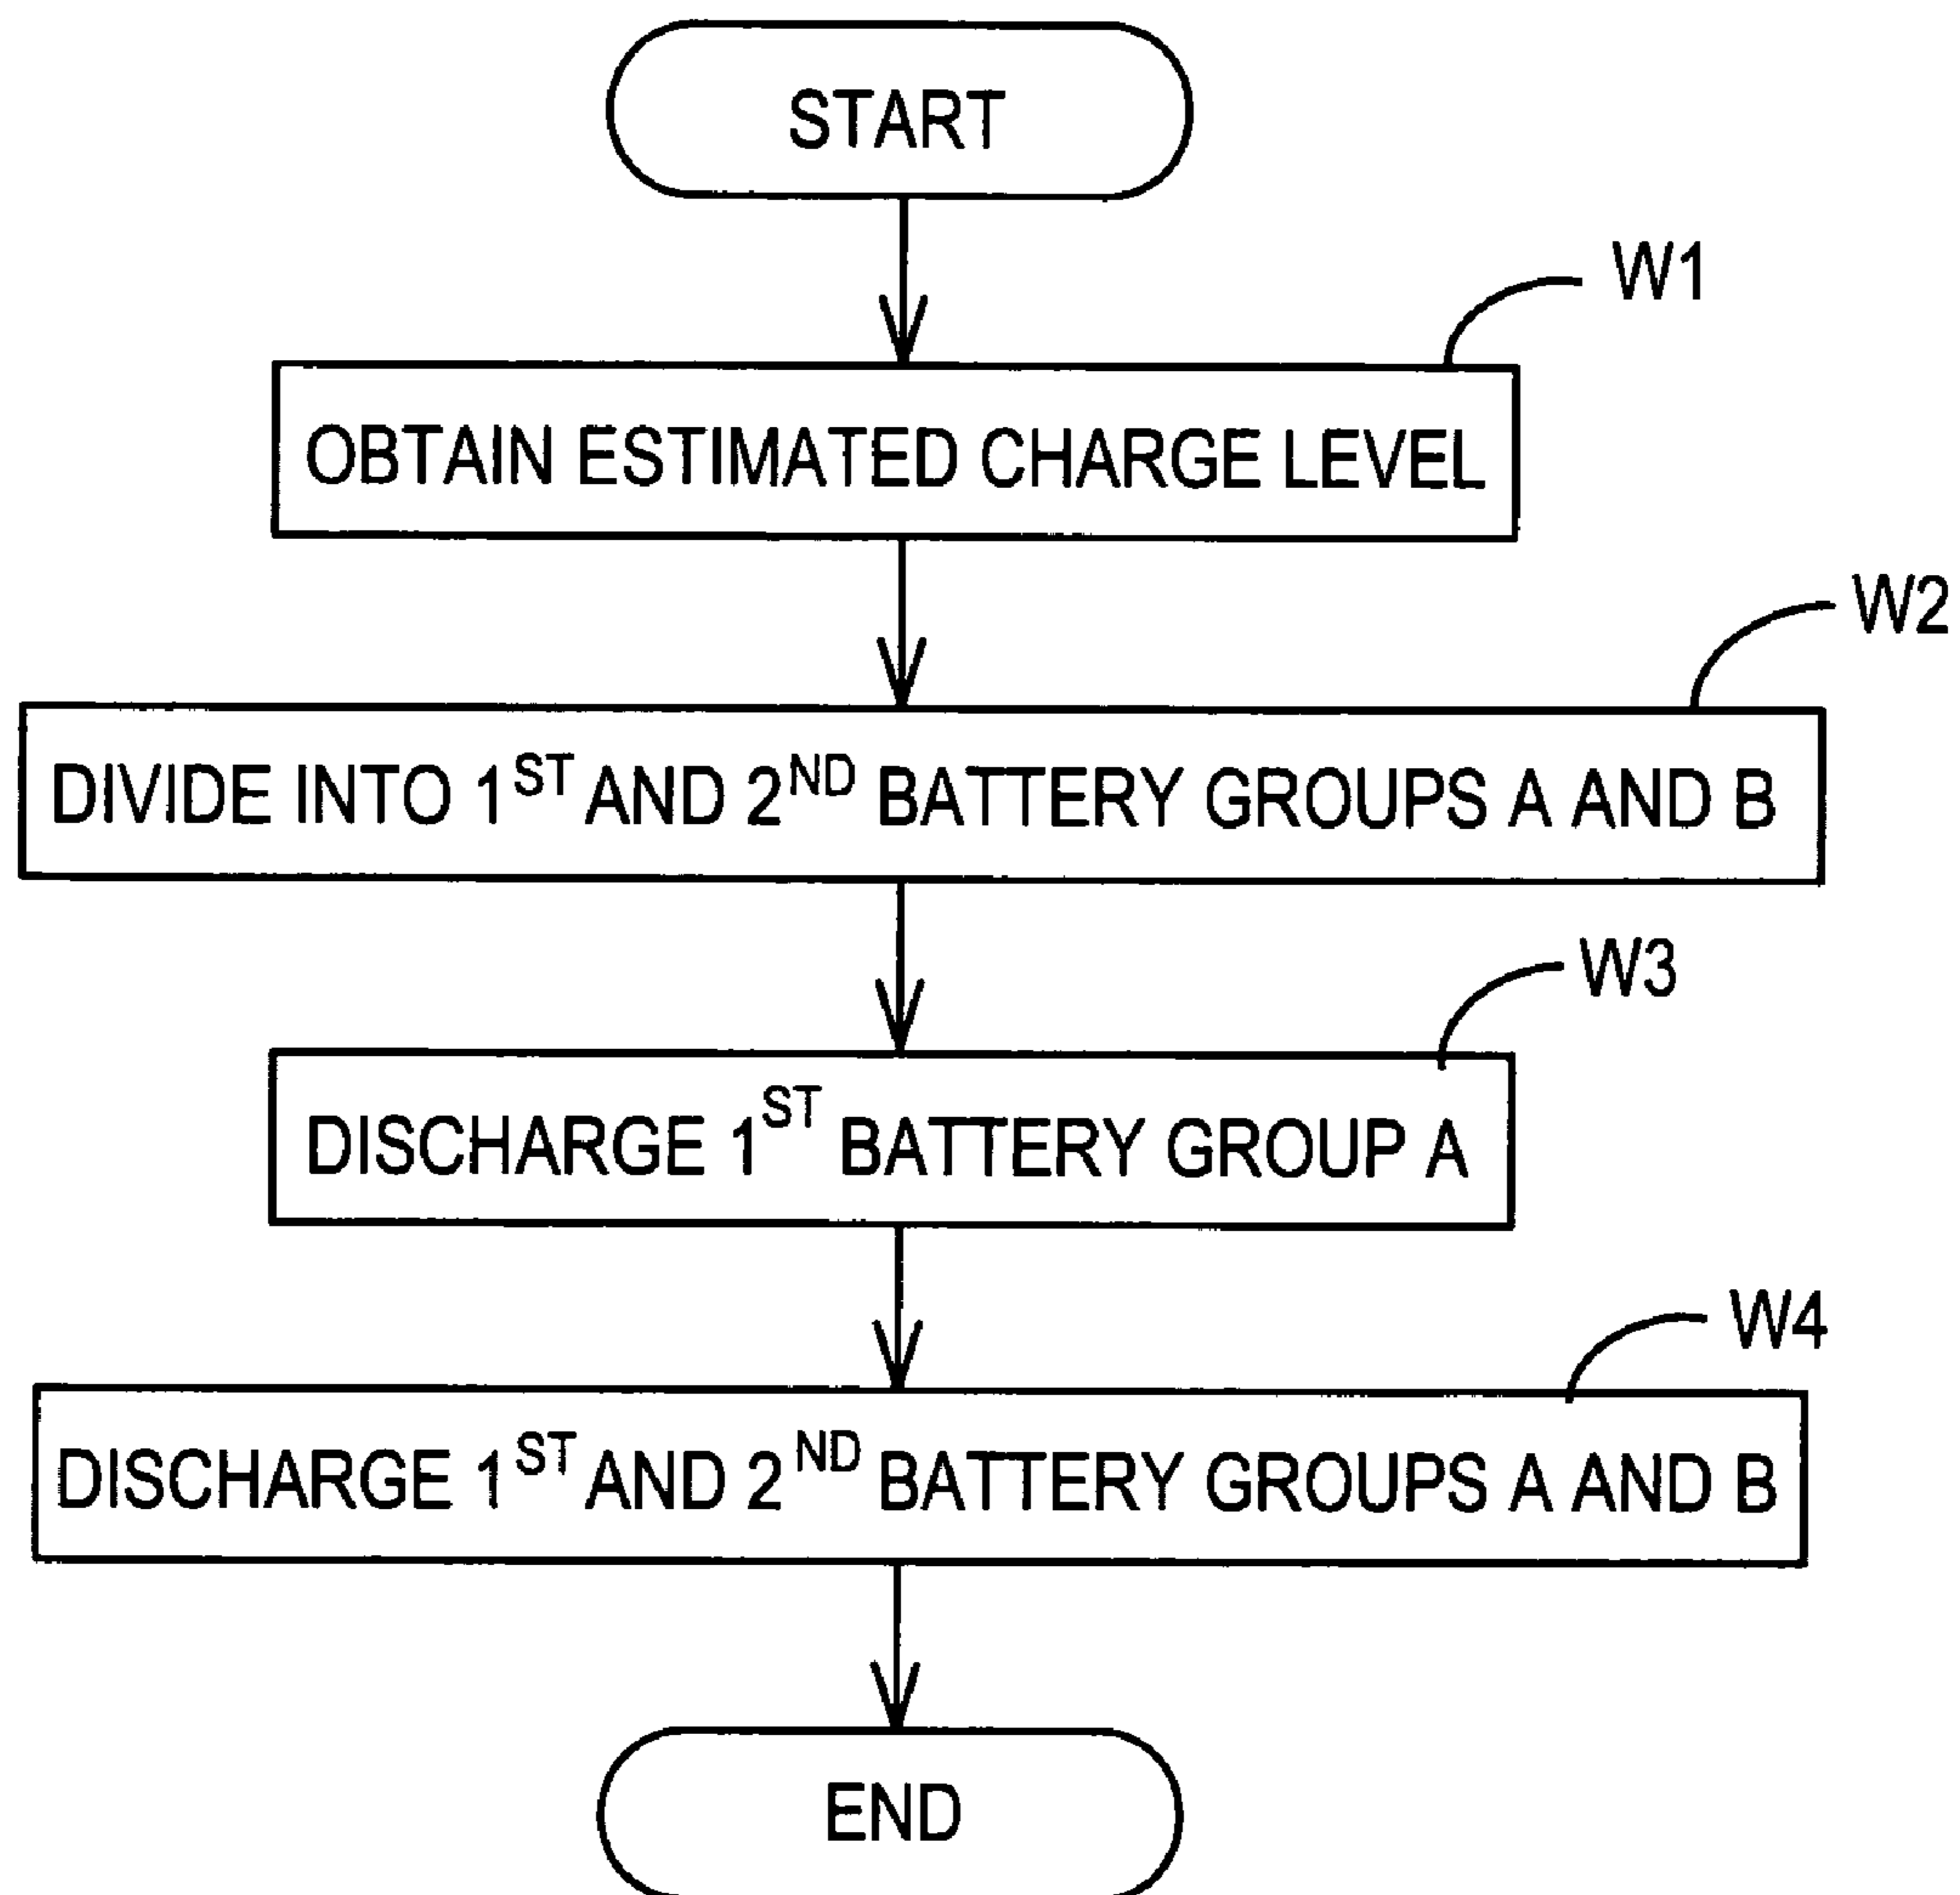 START
W1
OBTAIN ESTIMATED CHARGE LEVEL
W2
DIVIDE INTO 1ST AND 2ND BATTERY GROUPS A AND B
W3
DISCHARGE 1ST BATTERY GROUP A
W4
DISCHARGE 1ST AND 2ND BATTERY GROUPS A AND B
END